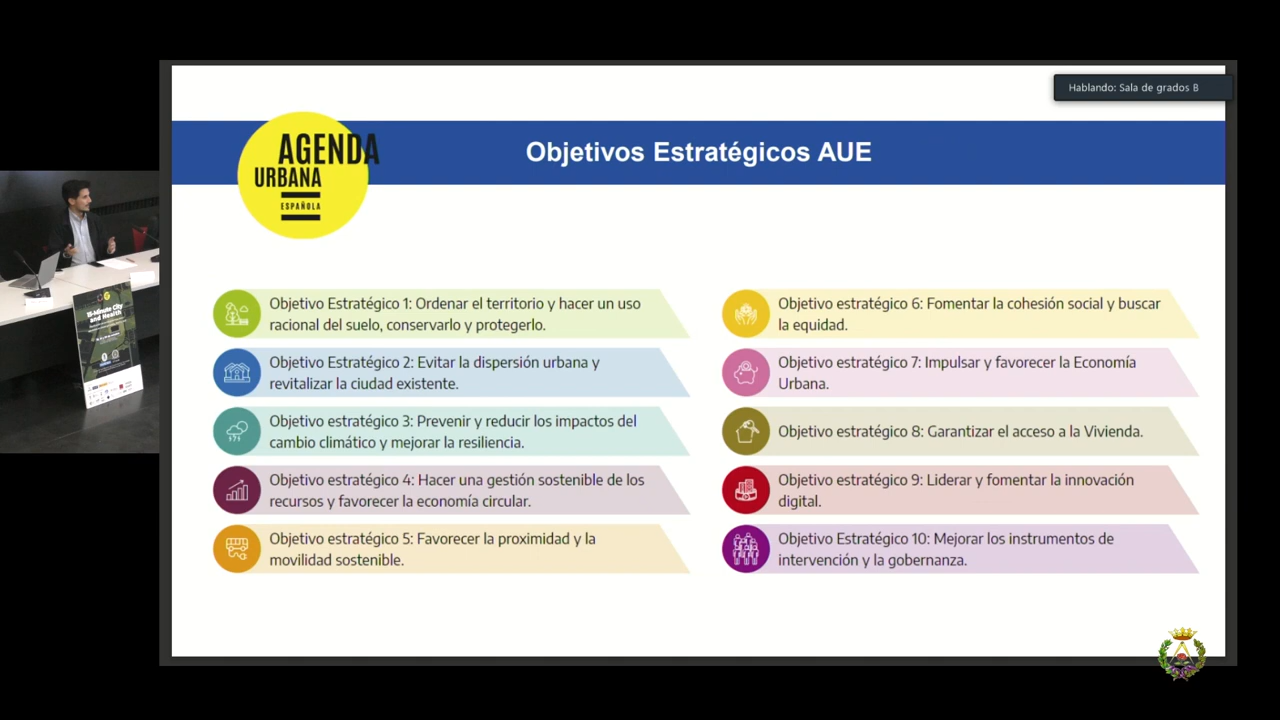 Hablando: Sala de grados B
AGENDA
URBANA
ESPAÑOLA
Objetivos Estratégicos AUE
Objetivo Estratégico 1: Ordenar el territorio y hacer un uso
racional del suelo, conservarlo y protegerlo.
Objetivo Estratégico 2: Evitar la dispersión urbana y
revitalizar la ciudad existente.
Objetivo estratégico 3: Prevenir y reducir los impactos del
cambio climático y mejorar la resiliencia.
Objetivo estratégico 4: Hacer una gestión sostenible de los
recursos y favorecer la economía circular.
Objetivo estratégico 5: Favorecer la proximidad y la
movilidad sostenible.
Objetivo estratégico 6: Fomentar la cohesión social y buscar
la equidad.
Objetivo estratégico 7: Impulsar y favorecer la Economía
Urbana.
Objetivo estratégico 8: Garantizar el acceso a la Vivienda.
Objetivo estratégico 9: Liderar y fomentar la innovación
digital.
Objetivo Estratégico 10: Mejorar los instrumentos de
intervención y la gobernanza.
15-Minute City
and Health